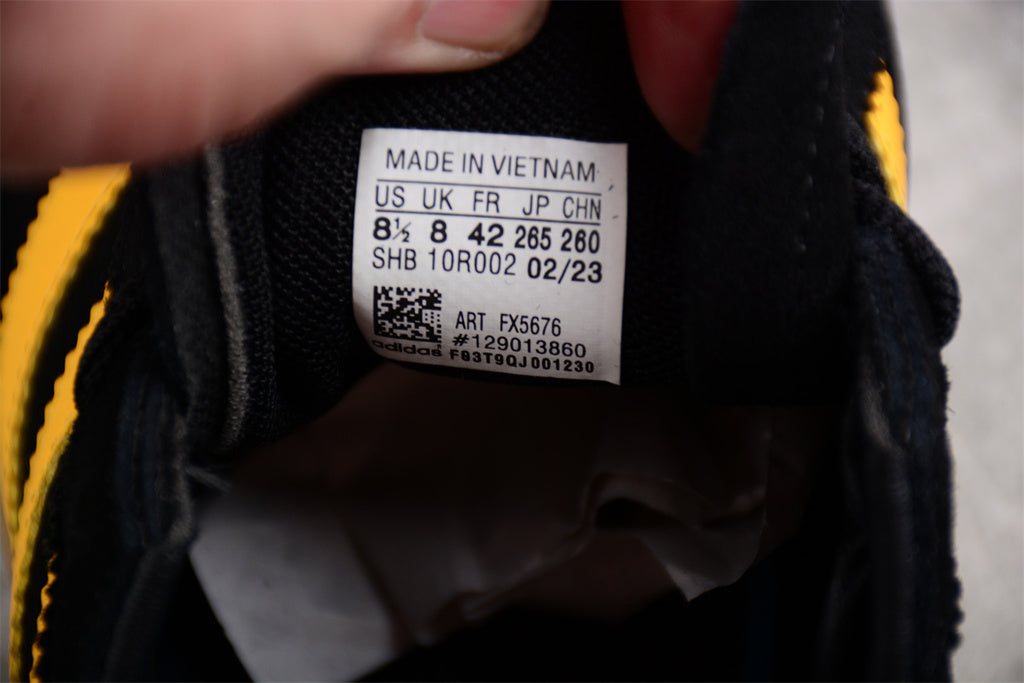 MADE IN VIETNAM
US UK FR JP CHN
8½ 8 42 265 260
SHB 10R002 02/23
ART FX5676
#129013860
adidas F93T9QJ001230